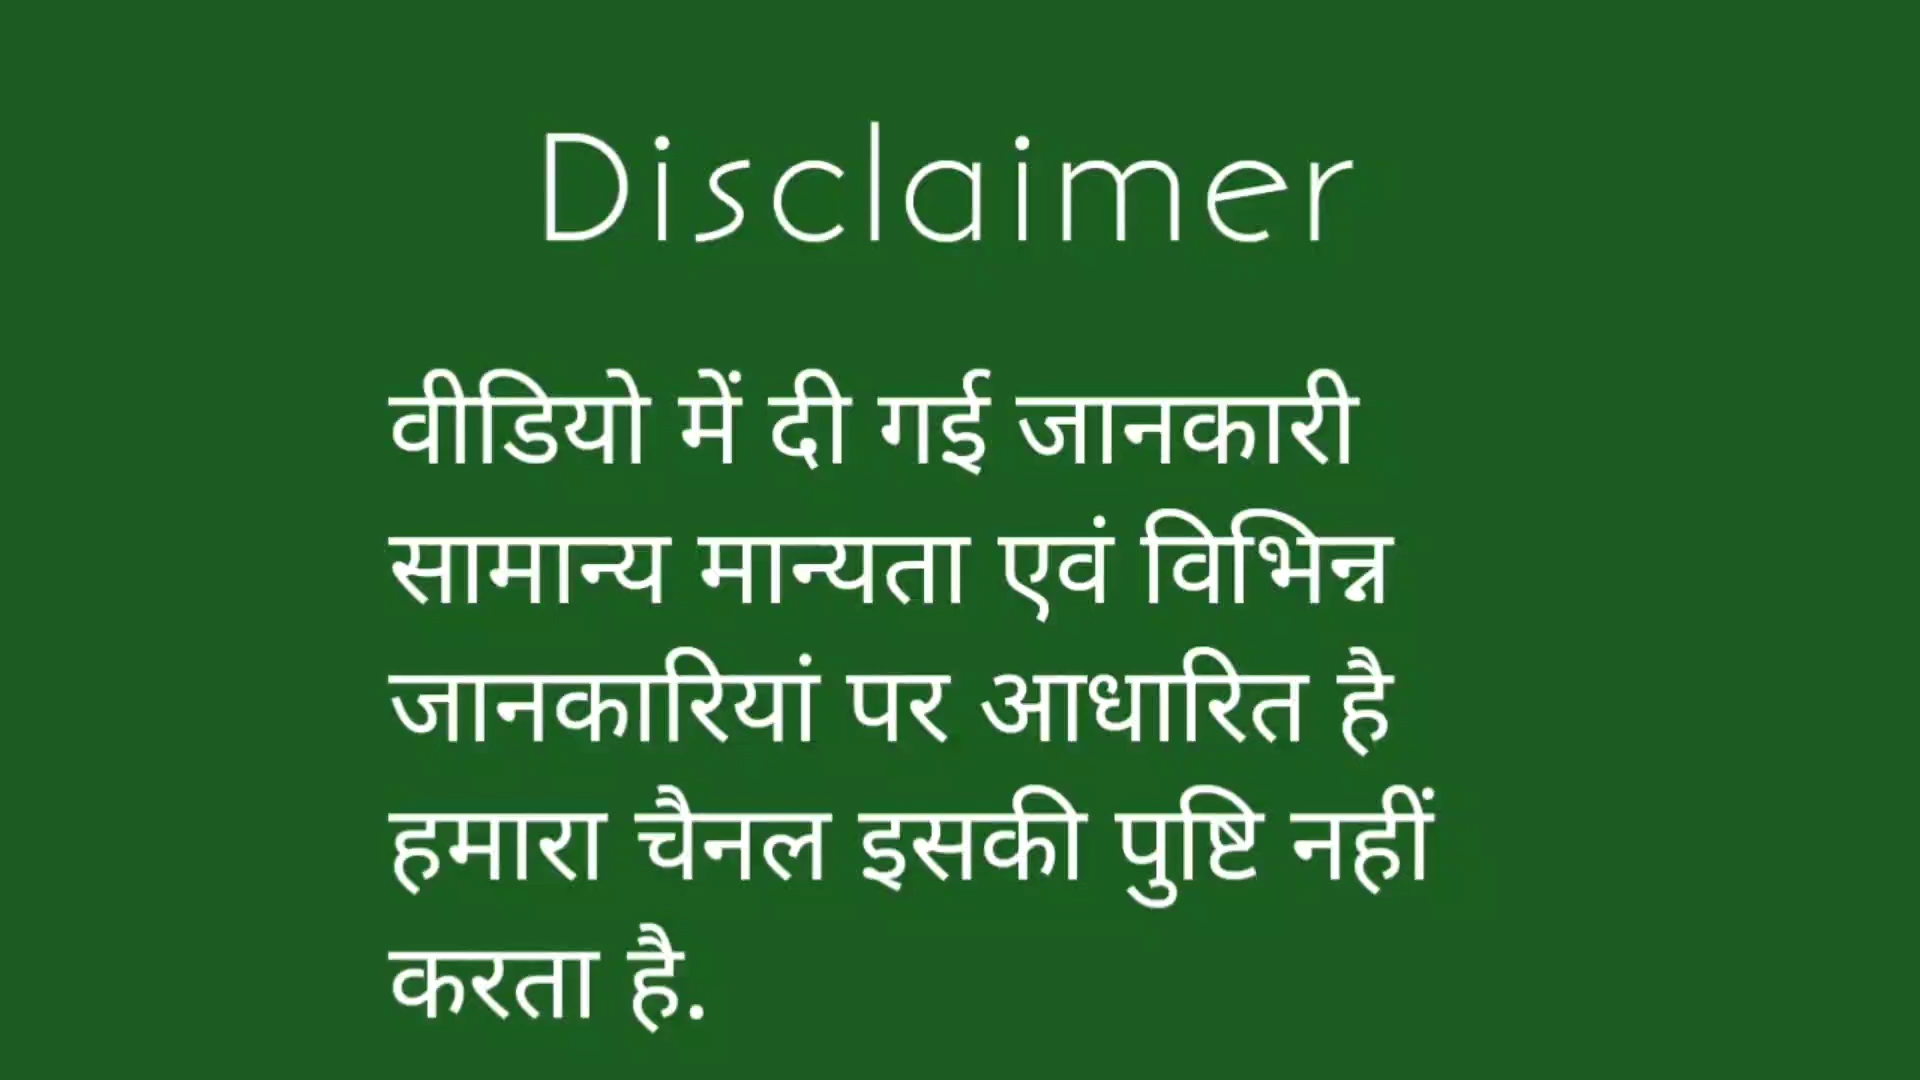 Disclaimer
वीडियो में दी गई जानकारी
सामान्य मान्यता एवं विभिन्न
जानकारियां पर आधारित है
हमारा चैनल इसकी पुष्टि नहीं
करता है.